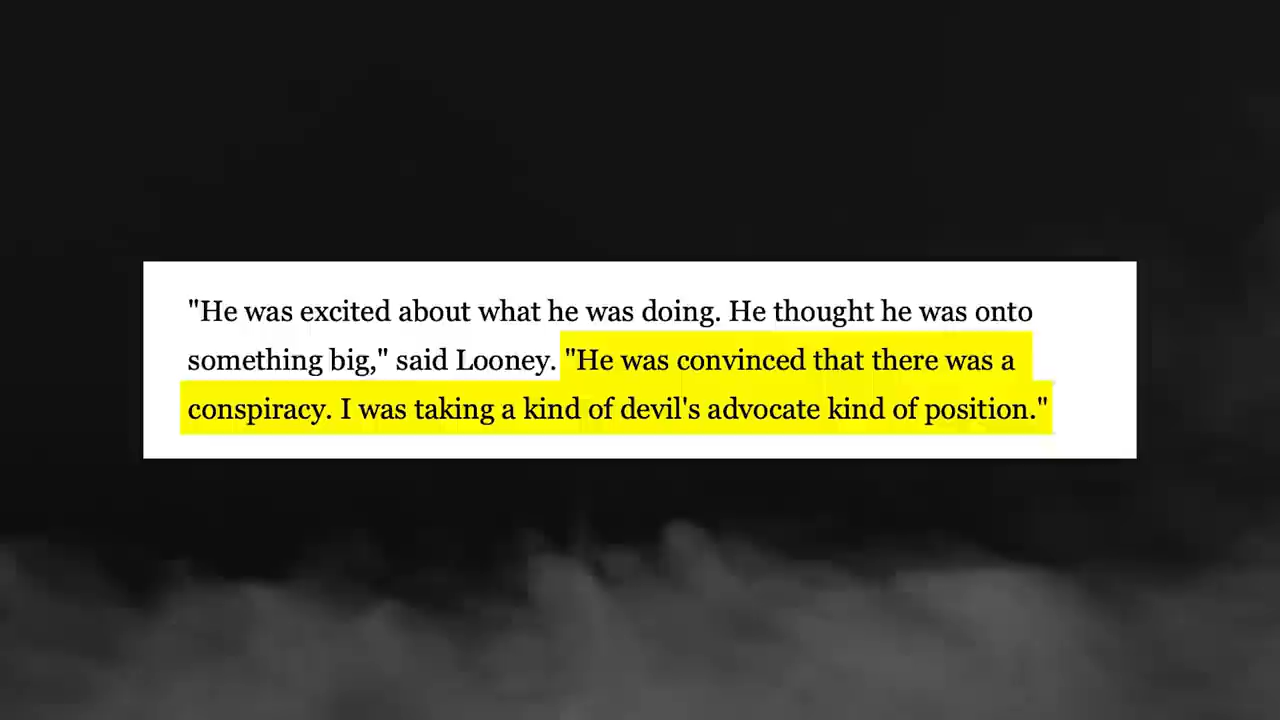 "He was excited about what he was doing. He thought he was onto
something big," said Looney. "He was convinced that there was a
conspiracy. I was taking a kind of devil's advocate kind of position."